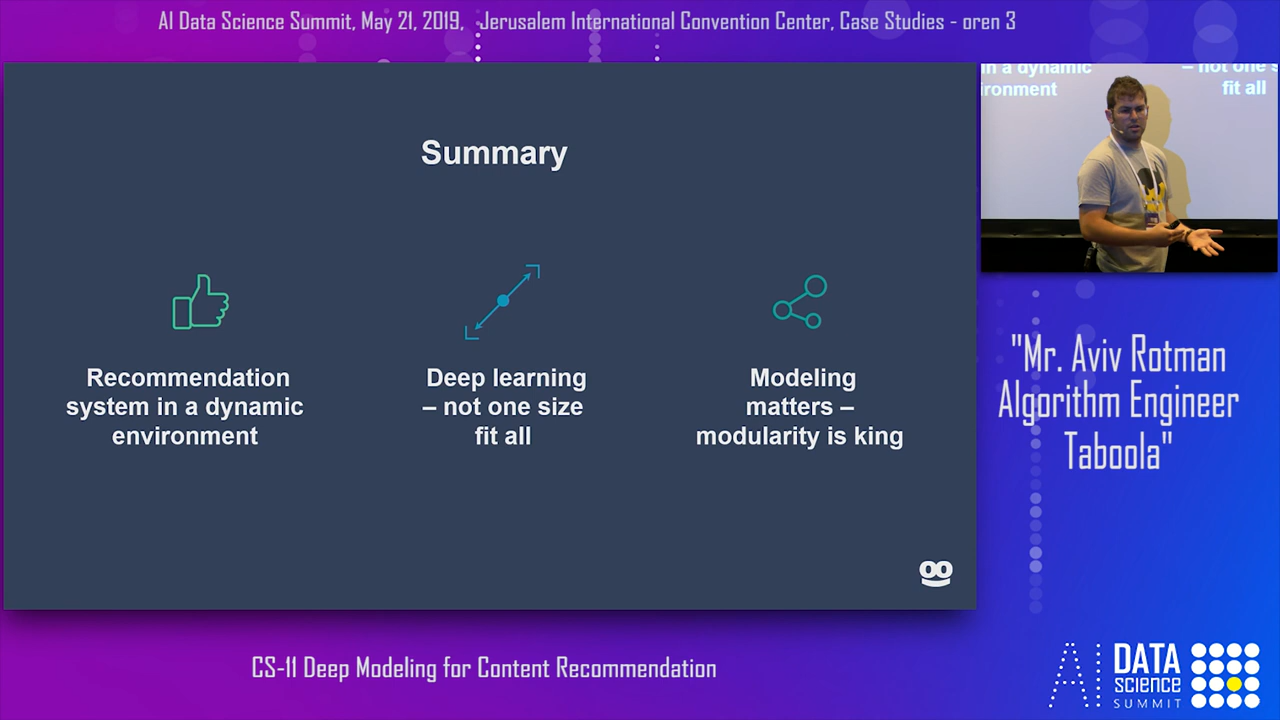 AI Data Science Summit, May 21, 2019, Jerusalem International Convention Center, Case Studies - oren 3
Summary
Recommendation
system in a dynamic
environment
Deep learning
– not one size
fit all
Modeling
matters –
modularity is king
in a dynamic
ironment
– not one s
fit all
"Mr. Aviv Rotman
Algorithm Engineer
Taboola"
CS-11 Deep Modeling for Content Recommendation
AI DATA
SCIENCE
SUMMIT